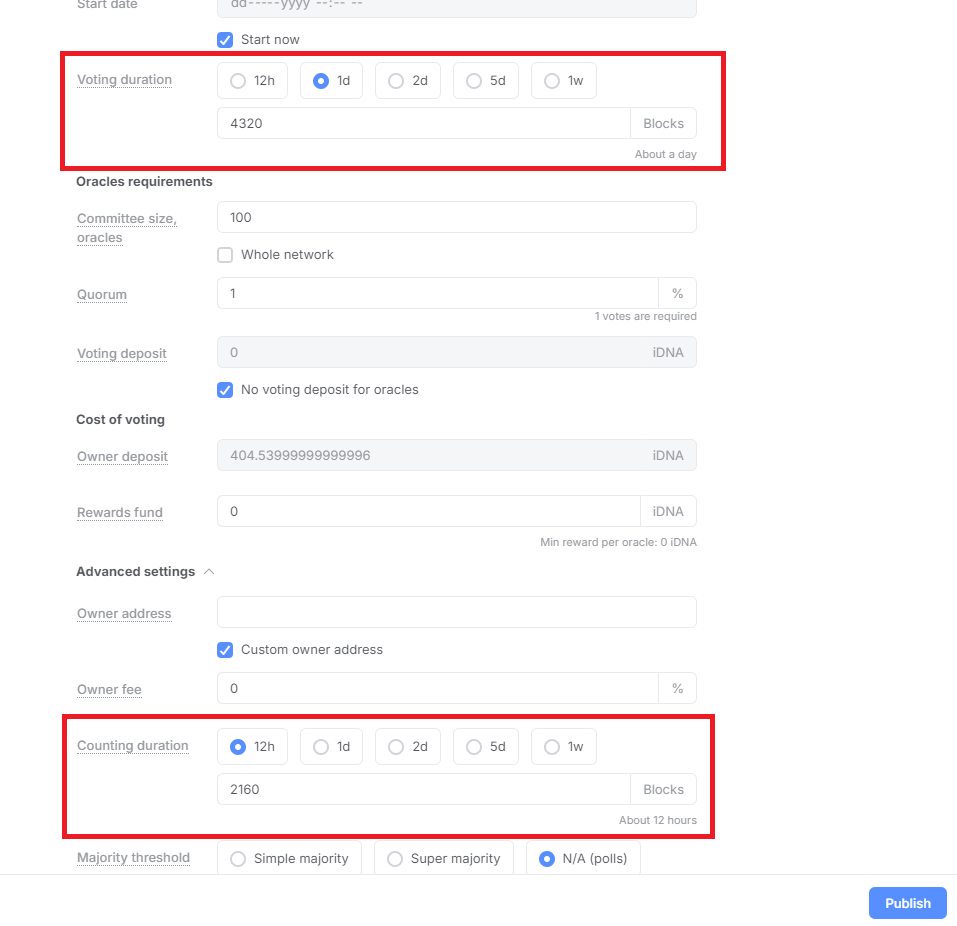 Start date
dd-----yyyy --:-- --
Start now
Voting duration
12h 1d 2d 5d 1w
4320 Blocks
About a day
Oracles requirements
Committee size,
oracles
100
Whole network
Quorum
1 %
1 votes are required
Voting deposit
0 iDNA
No voting deposit for oracles
Cost of voting
Owner deposit
404.53999999999996 iDNA
Rewards fund
0 iDNA
Min reward per oracle: 0 iDNA
Advanced settings
Owner address
Custom owner address
Owner fee
0 %
Counting duration
12h 1d 2d 5d 1w
2160 Blocks
About 12 hours
Majority threshold
Simple majority Super majority N/A (polls)
Publish